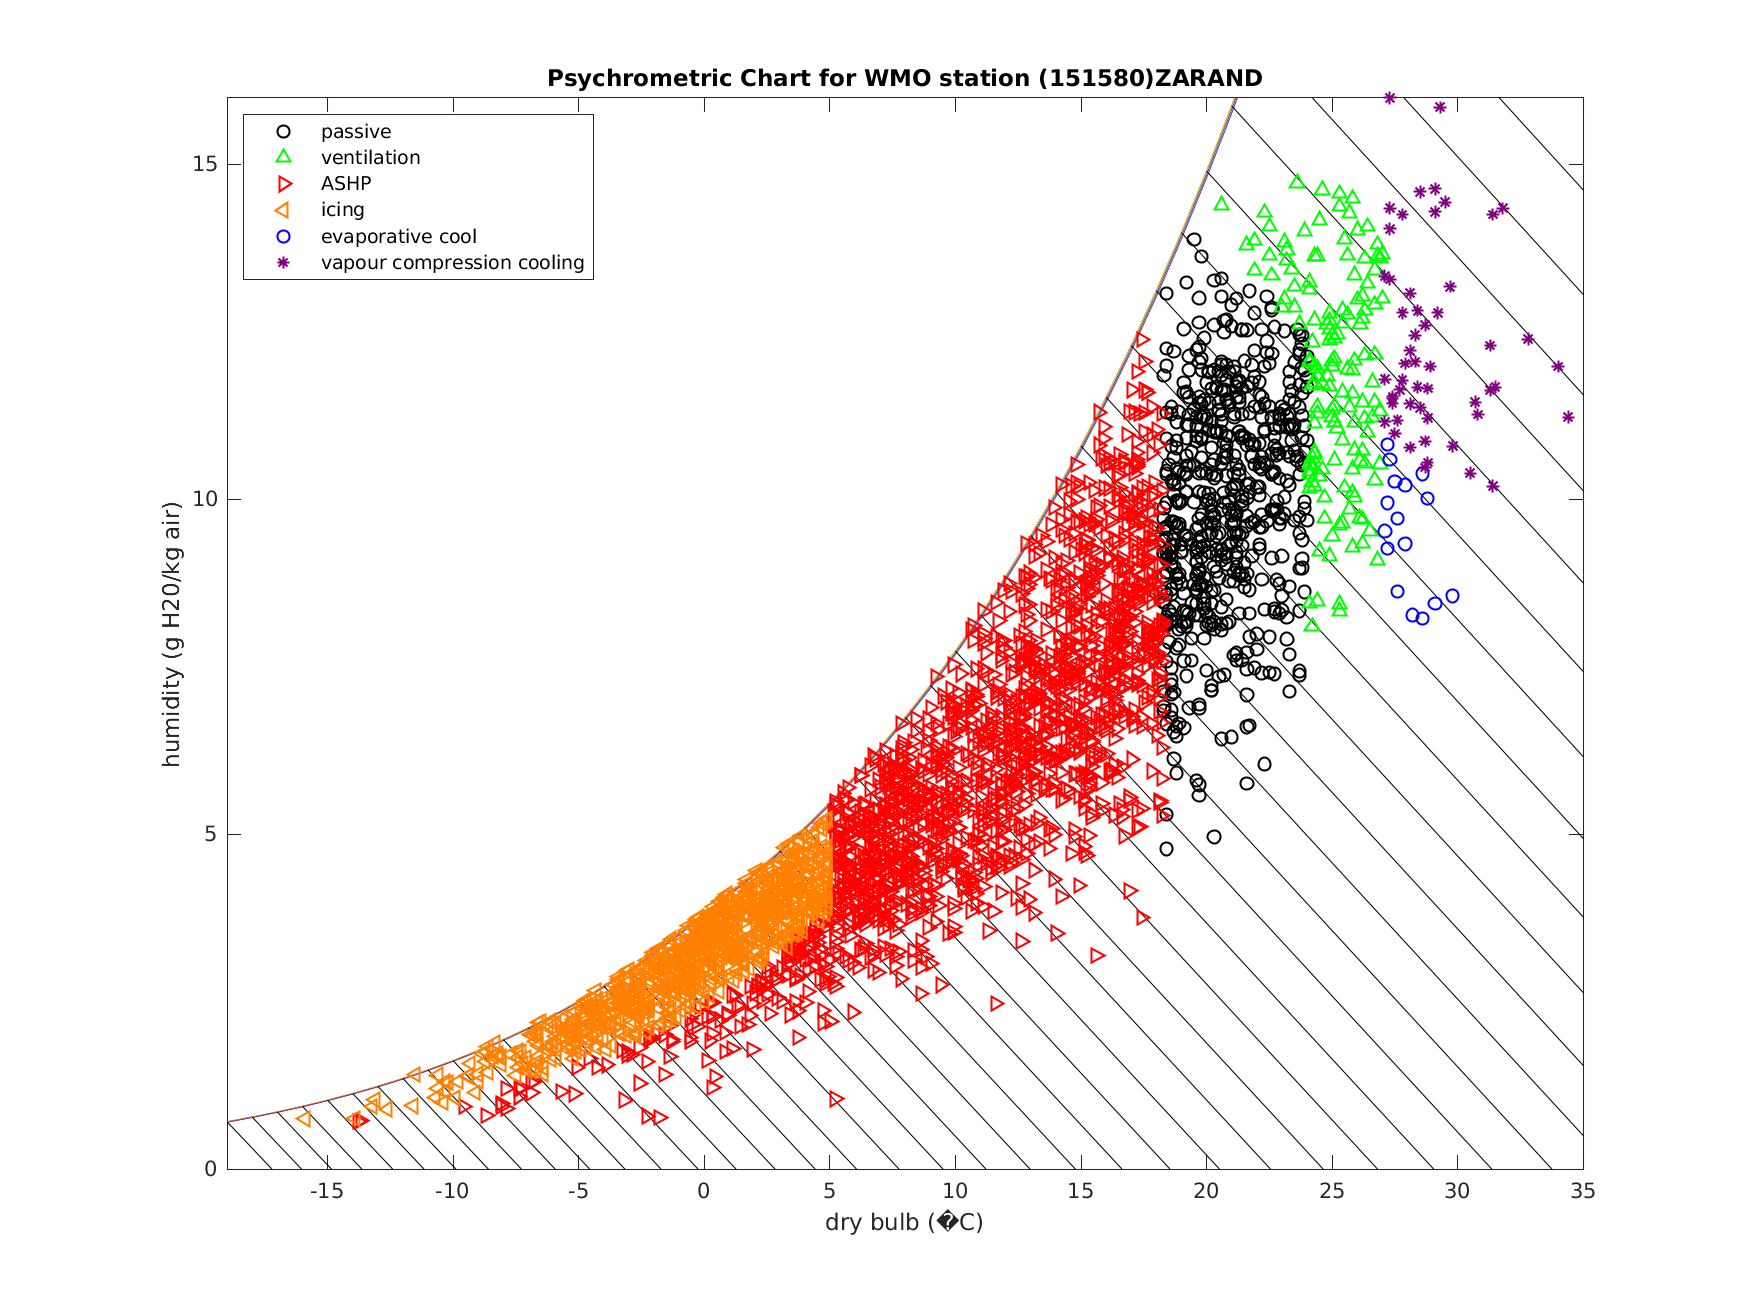 Psychrometric Chart for WMO station (151580)ZARAND
passive
ventilation
ASHP
icing
evaporative cool
vapour compression cooling
humidity (g H20/kg air)
15
10
5
0
-15 -10 -5 0 5 10 15 20 25 30 35
dry bulb (�C)